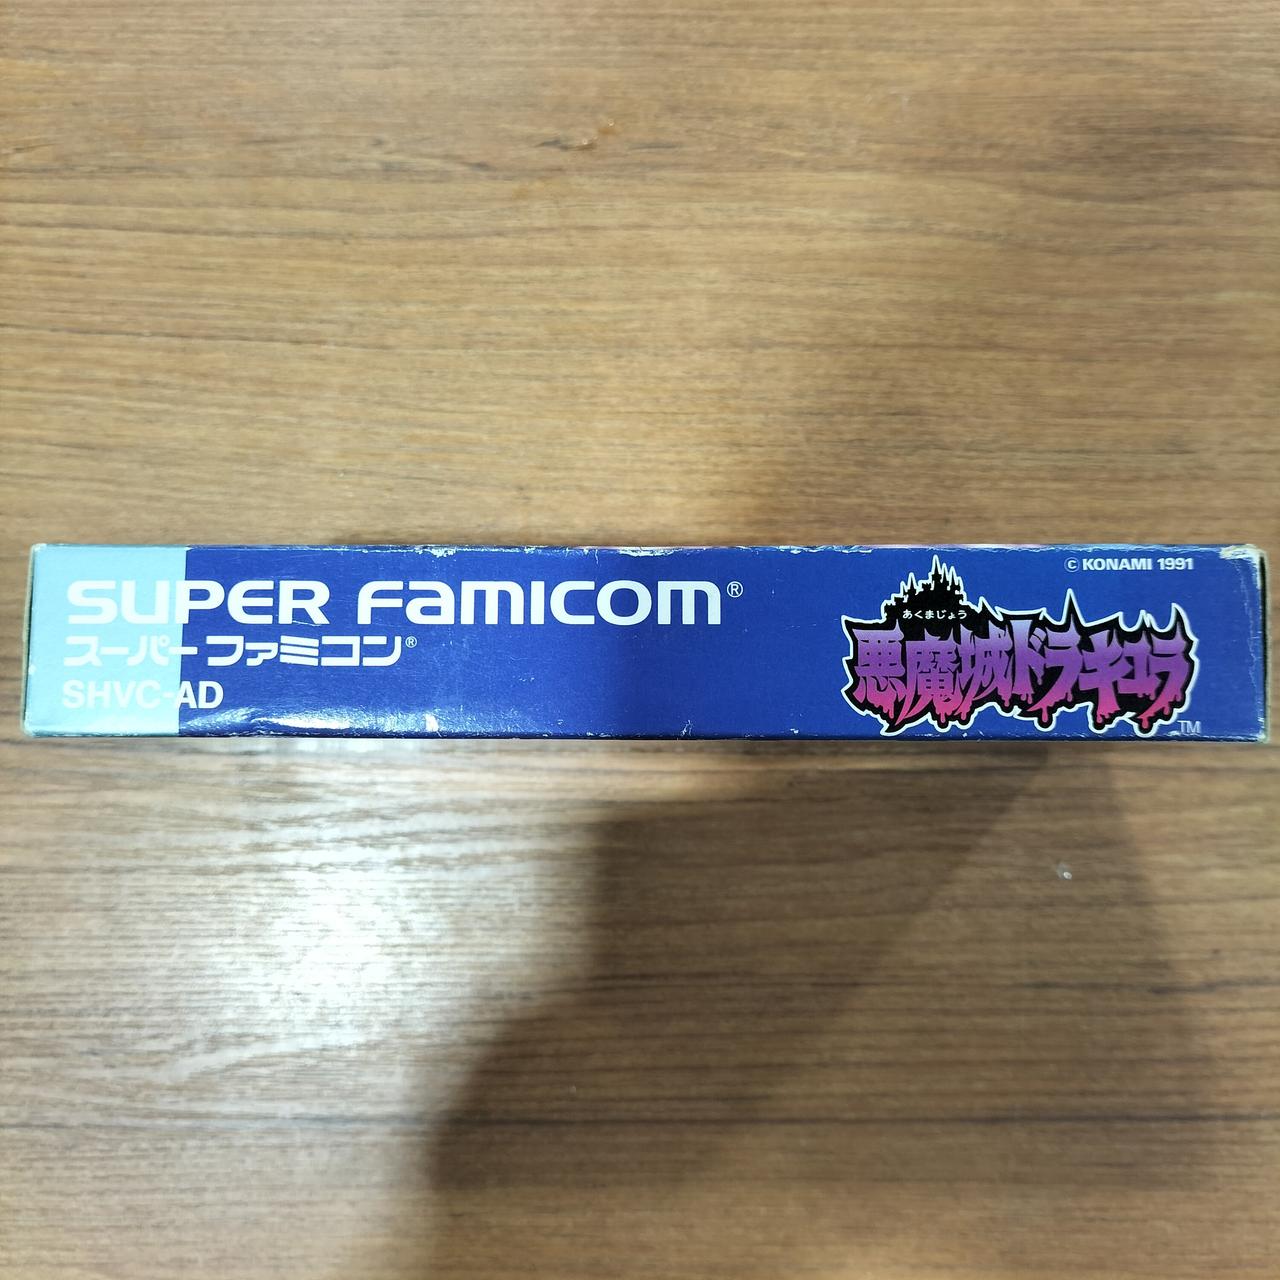 SUPER FAMICOM®
スーパーファミコン®
SHVC-AD
© KONAMI 1991
あくまじょう
悪魔城ドラキュラ
TM